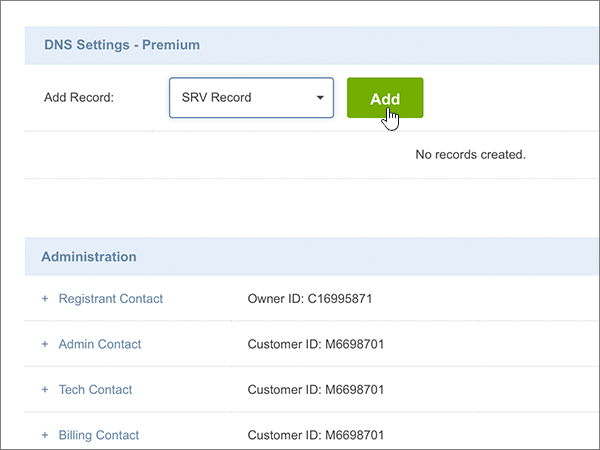 DNS Settings - Premium
Add Record: SRV Record Add
No records created.
Administration
+ Registrant Contact Owner ID: C16995871
+ Admin Contact Customer ID: M6698701
+ Tech Contact Customer ID: M6698701
+ Billing Contact Customer ID: M6698701